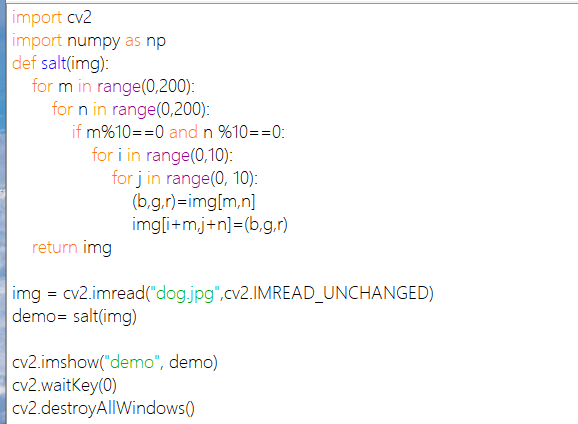 import cv2
import numpy as np
def salt(img):
    for m in range(0,200):
        for n in range(0,200):
            if m%10==0 and n %10==0:
                for i in range(0,10):
                    for j in range(0, 10):
                        (b,g,r)=img[m,n]
                        img[i+m,j+n]=(b,g,r)
    return img

img = cv2.imread("dog.jpg",cv2.IMREAD_UNCHANGED)
demo= salt(img)

cv2.imshow("demo", demo)
cv2.waitKey(0)
cv2.destroyAllWindows()